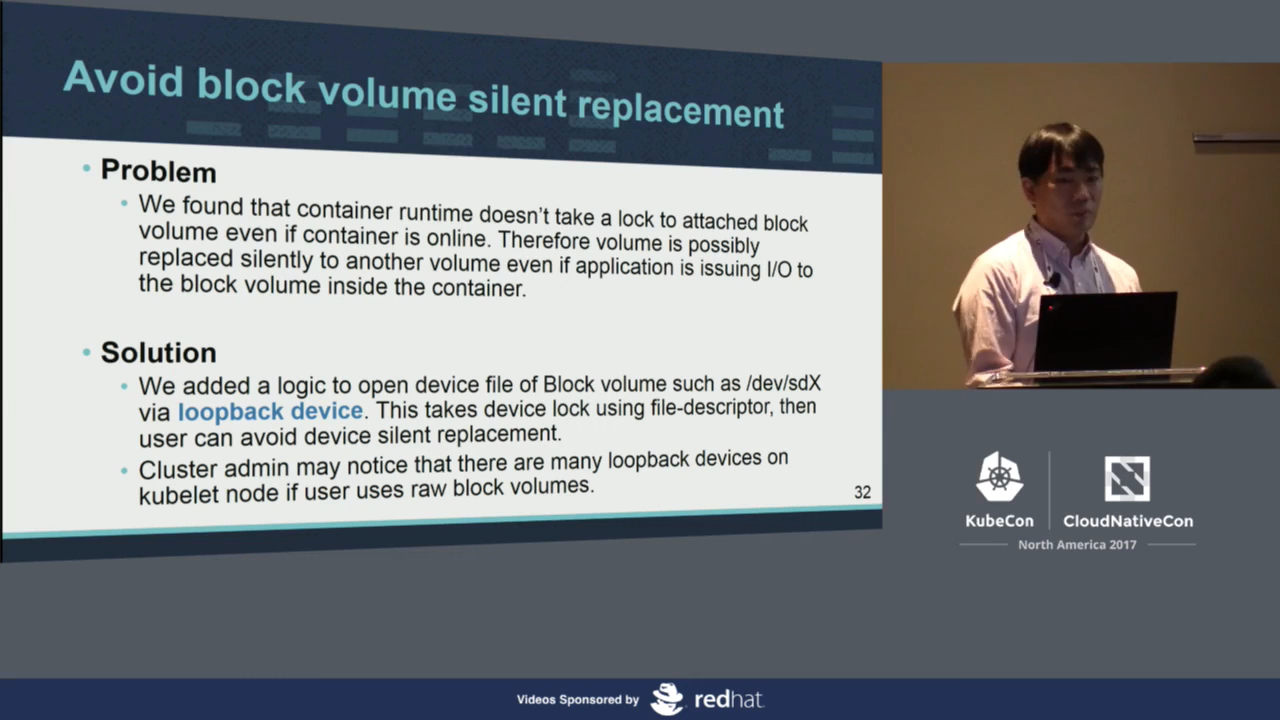 Avoid block volume silent replacement
• Problem
• We found that container runtime doesn't take a lock to attached block
volume even if container is online. Therefore volume is possibly
replaced silently to another volume even if application is issuing I/O to
the block volume inside the container.
• Solution
• We added a logic to open device file of Block volume such as /dev/sdX
via loopback device. This takes device lock using file-descriptor, then
user can avoid device silent replacement.
• Cluster admin may notice that there are many loopback devices on
kubelet node if user uses raw block volumes.
32
KubeCon
CloudNativeCon
North America 2017
Videos Sponsored by
redhat